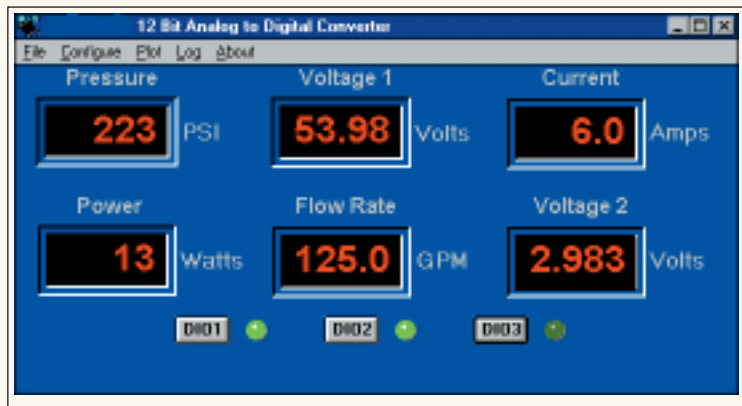 12 Bit Analog to Digital Converter
File Configure Plot Log About
Pressure Voltage 1 Current
223 PSI 53.98 Volts 6.0 Amps
Power Flow Rate Voltage 2
13 Watts 125.0 GPM 2.983 Volts
DIO1 DIO2 DIO3